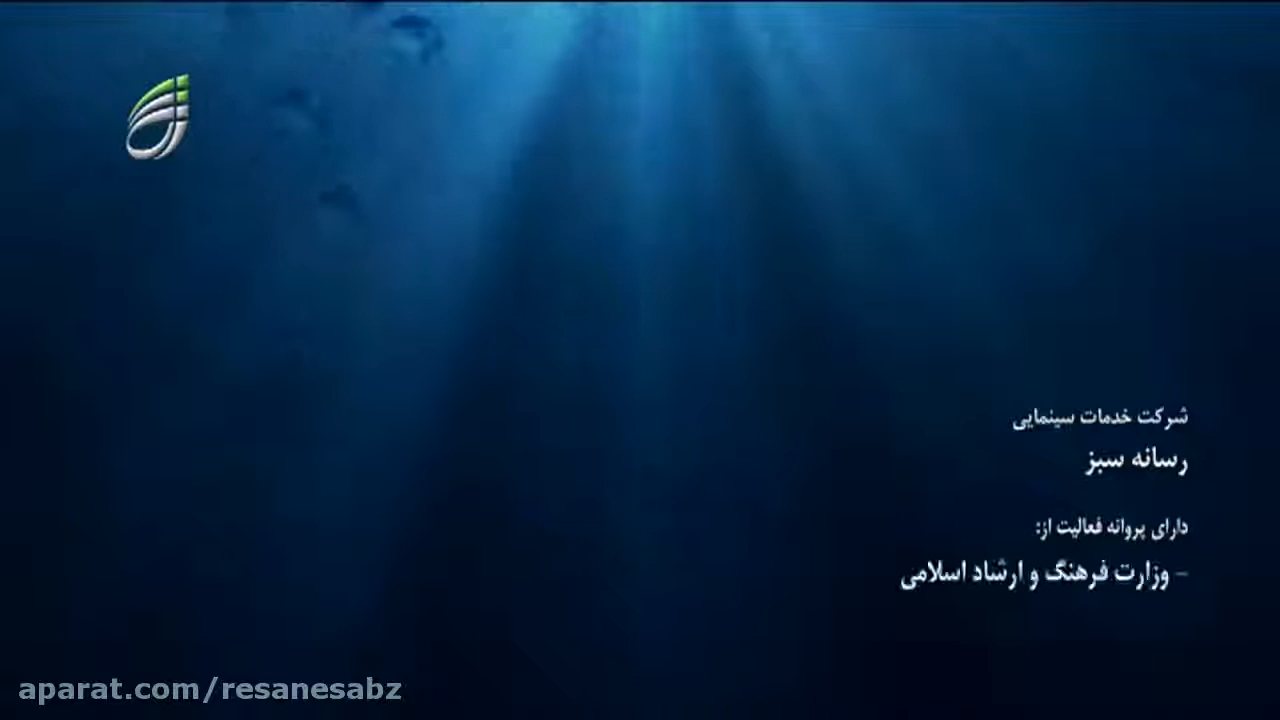 شرکت خدمات سینمایی
رسانه سبز
دارای پروانه فعالیت از:
- وزارت فرهنگ و ارشاد اسلامی
aparat.com/resanesabz